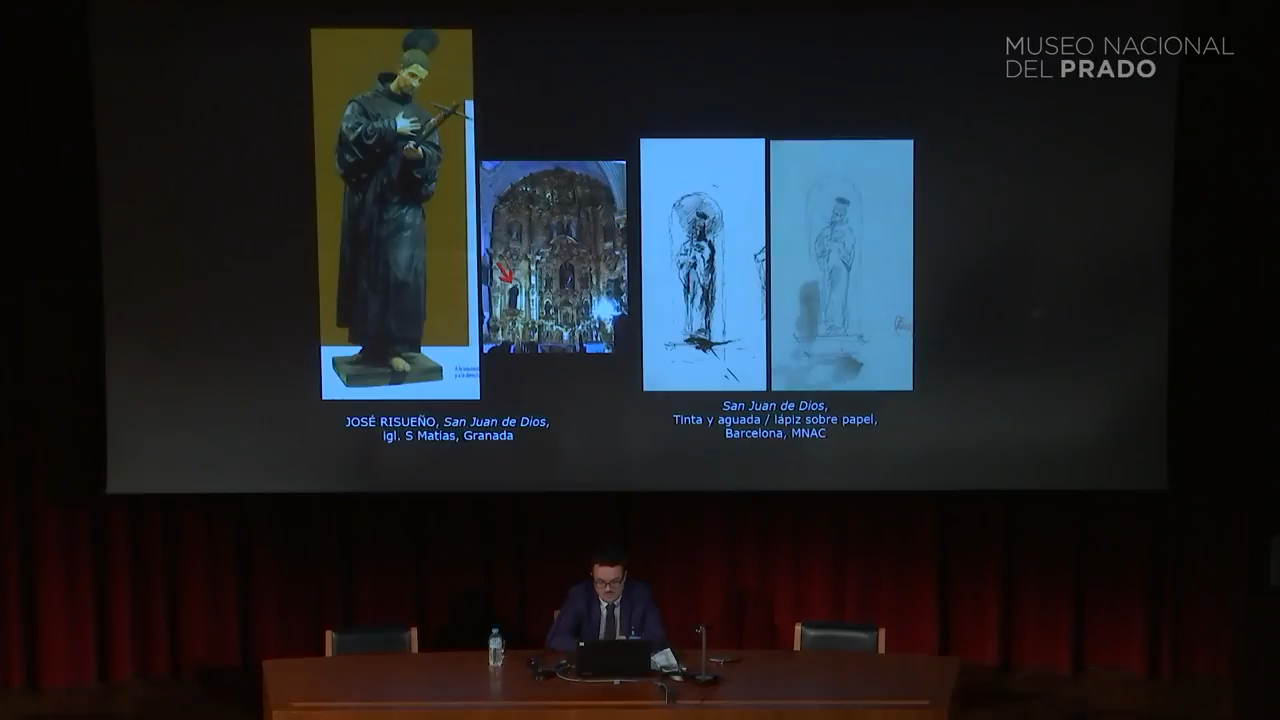 MUSEO NACIONAL
DEL PRADO
JOSÉ RISUEÑO, San Juan de Dios,
igl. S Matías, Granada
San Juan de Dios,
Tinta y aguada / lápiz sobre papel,
Barcelona, MNAC